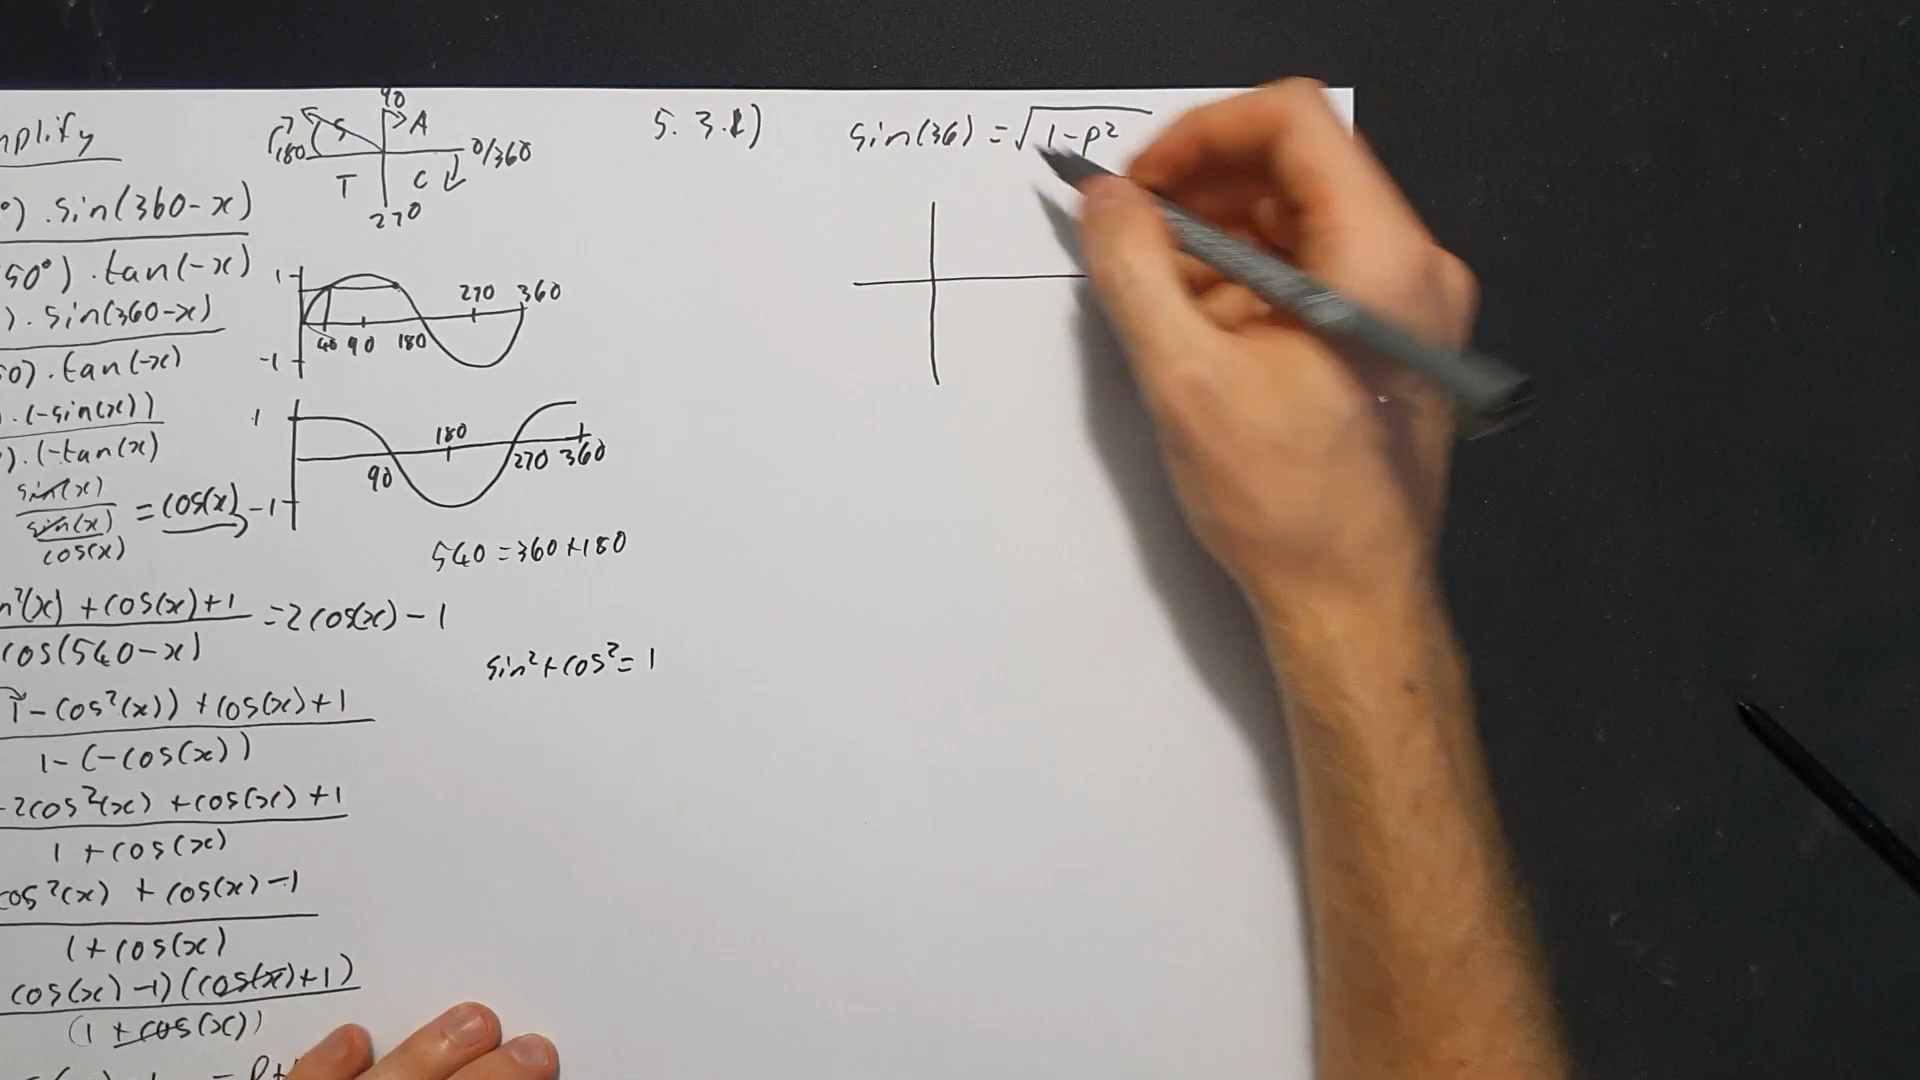 mplify
°).sin(360-x)
50°).tan(-x)
).sin(360-x)
50).tan(-x)
).(-sin(x))
).(-tan(x)
sin(x)
sin(x)
cos(x)
= cos(x)
n²(x) + cos(x)+1 = 2cos(x) - 1
cos(540-x)
1 - cos²(x)) + cos(x)+1
1-(-cos(x))
-2cos²(x) + cos(x) +1
1 + cos(x)
cos²(x) + cos(x) -1
1 + cos(x)
cos(x) -1)(cos(x)+1)
(1 + cos(x))
90
S A
180 0/360
T C
270
1
270 360
40 90 180
-1
1
180
90 270 360
-1
540 = 360+180
sin²+cos²=1
5.3.1)
sin(36) = √1-p²